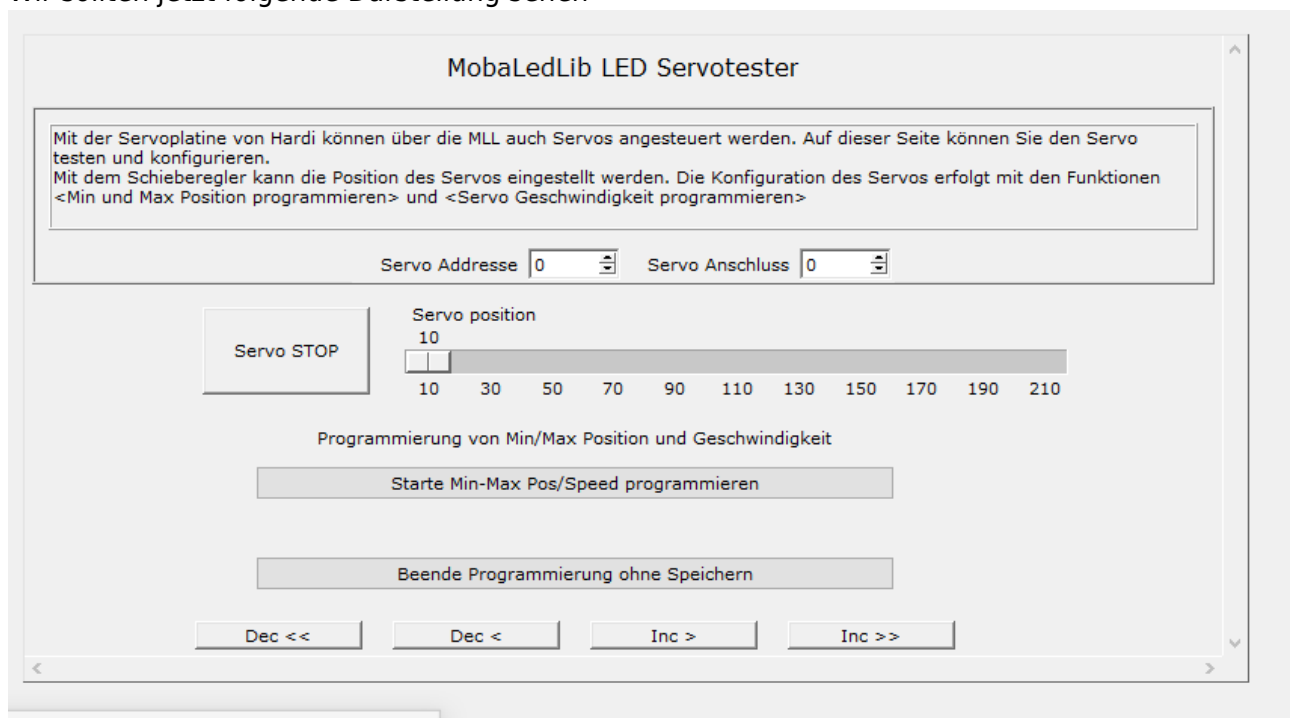 MobaLedLib LED Servotester
Mit der Servoplatine von Hardi können über die MLL auch Servos angesteuert werden. Auf dieser Seite können Sie den Servo
testen und konfigurieren.
Mit dem Schieberegler kann die Position des Servos eingestellt werden. Die Konfiguration des Servos erfolgt mit den Funktionen
<Min und Max Position programmieren> und <Servo Geschwindigkeit programmieren>
Servo Addresse 0 Servo Anschluss 0
Servo position
10
Servo STOP
10 30 50 70 90 110 130 150 170 190 210
Programmierung von Min/Max Position und Geschwindigkeit
Starte Min-Max Pos/Speed programmieren
Beende Programmierung ohne Speichern
Dec << Dec < Inc > Inc >>